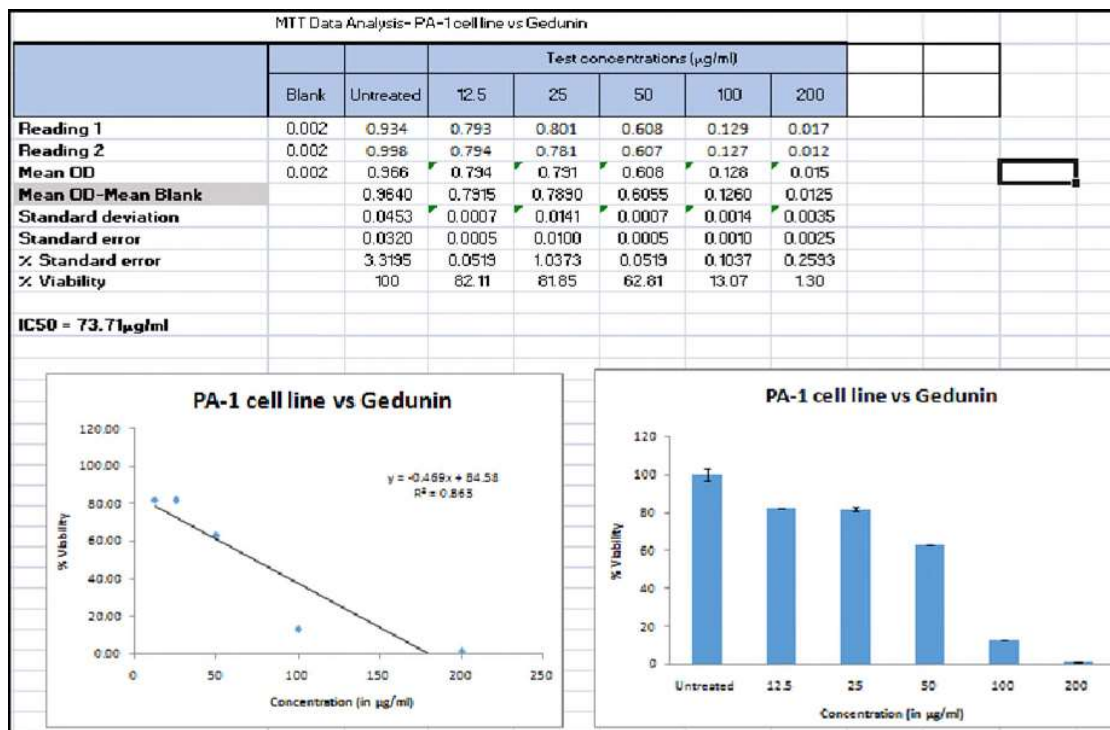 MTT Data Analysis- PA-1 cell line vs Gedunin
Test concentrations (µg/ml)
Blank Untreated 12.5 25 50 100 200
Reading 1 0.002 0.934 0.793 0.801 0.608 0.129 0.017
Reading 2 0.002 0.998 0.794 0.781 0.607 0.127 0.012
Mean OD 0.002 0.966 0.794 0.791 0.608 0.128 0.015
Mean OD-Mean Blank 0.9640 0.7915 0.7890 0.6055 0.1260 0.0125
Standard deviation 0.0453 0.0007 0.0141 0.0007 0.0014 0.0035
Standard error 0.0320 0.0005 0.0100 0.0005 0.0010 0.0025
% Standard error 3.3195 0.0519 1.0373 0.0519 0.1037 0.2593
% Viability 100 82.11 81.85 62.81 13.07 1.30
IC50 = 73.71µg/ml
PA-1 cell line vs Gedunin
y = -0.469x + 84.58
R² = 0.863
120.00
100.00
80.00
60.00
40.00
20.00
0.00
% Viability
0 50 100 150 200 250
Concentration (in µg/ml)
PA-1 cell line vs Gedunin
120
100
80
60
40
20
0
% Viability
Untreated 12.5 25 50 100 200
Concentration (in µg/ml)